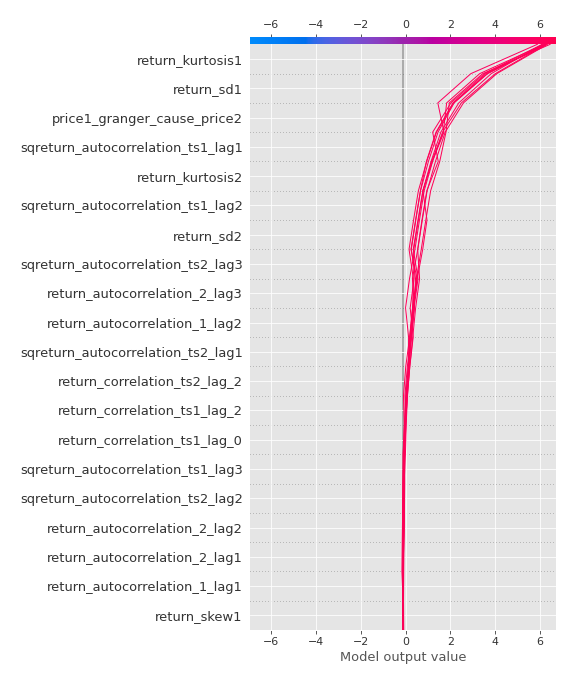 −6 −4 −2 0 2 4 6
return_kurtosis1
return_sd1
price1_granger_cause_price2
sqreturn_autocorrelation_ts1_lag1
return_kurtosis2
sqreturn_autocorrelation_ts1_lag2
return_sd2
sqreturn_autocorrelation_ts2_lag3
return_autocorrelation_2_lag3
return_autocorrelation_1_lag2
sqreturn_autocorrelation_ts2_lag1
return_correlation_ts2_lag_2
return_correlation_ts1_lag_2
return_correlation_ts1_lag_0
sqreturn_autocorrelation_ts1_lag3
sqreturn_autocorrelation_ts2_lag2
return_autocorrelation_2_lag2
return_autocorrelation_2_lag1
return_autocorrelation_1_lag1
return_skew1
−6 −4 −2 0 2 4 6
Model output value